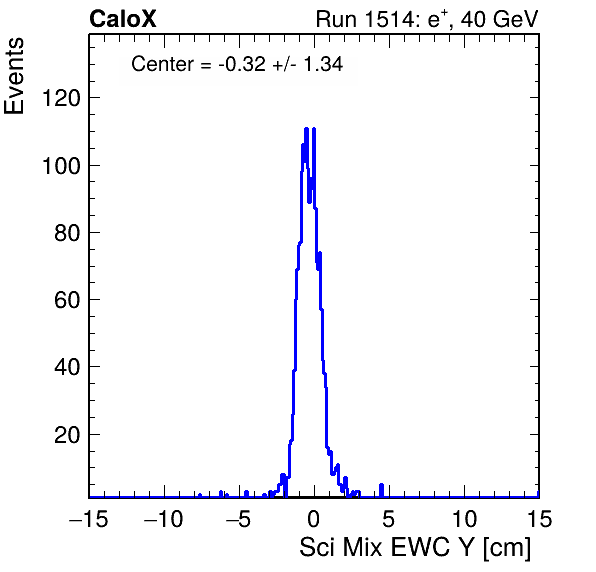 CaloX Run 1514: e⁺, 40 GeV
Center = -0.32 +/- 1.34
Events
120
100
80
60
40
20
−15 −10 −5 0 5 10 15
Sci Mix EWC Y [cm]